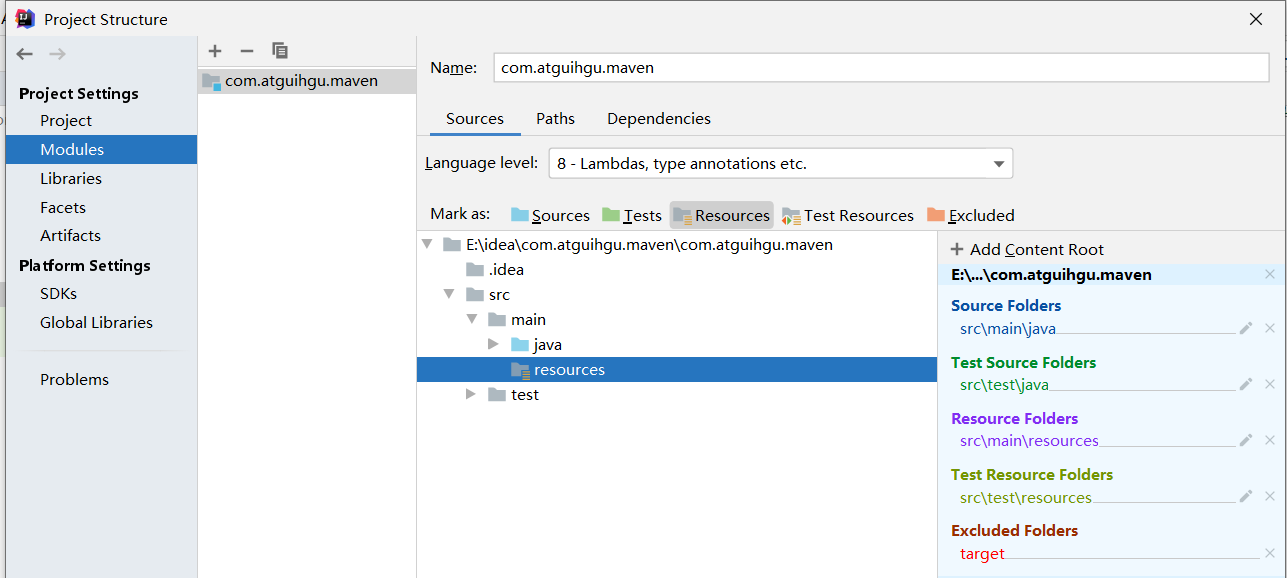 Project Structure
Project Settings
Project
Modules
Libraries
Facets
Artifacts
Platform Settings
SDKs
Global Libraries
Problems
com.atguihgu.maven
Name: com.atguihgu.maven
Sources Paths Dependencies
Language level: 8 - Lambdas, type annotations etc.
Mark as: Sources Tests Resources Test Resources Excluded
E:\idea\com.atguihgu.maven\com.atguihgu.maven
.idea
src
main
java
resources
test
Add Content Root
E:\...\com.atguihgu.maven
Source Folders
src\main\java
Test Source Folders
src\test\java
Resource Folders
src\main\resources
Test Resource Folders
src\test\resources
Excluded Folders
target